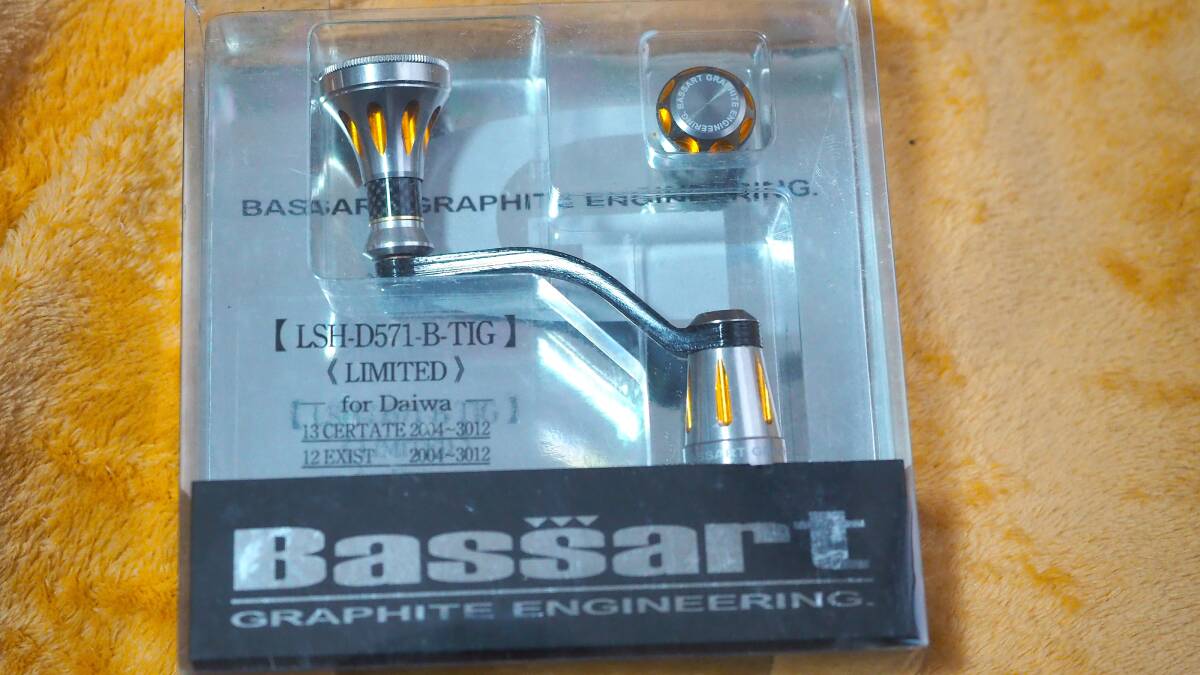 BASSART GRAPHITE ENGINEERING.
BASSART GRAPHITE ENGINEERING.
【 LSH-D571-B-TIG 】
《 LIMITED 》
for Daiwa
13 CERTATE 2004~3012
12 EXIST 2004~3012
BASSART G
Bassart
GRAPHITE ENGINEERING.